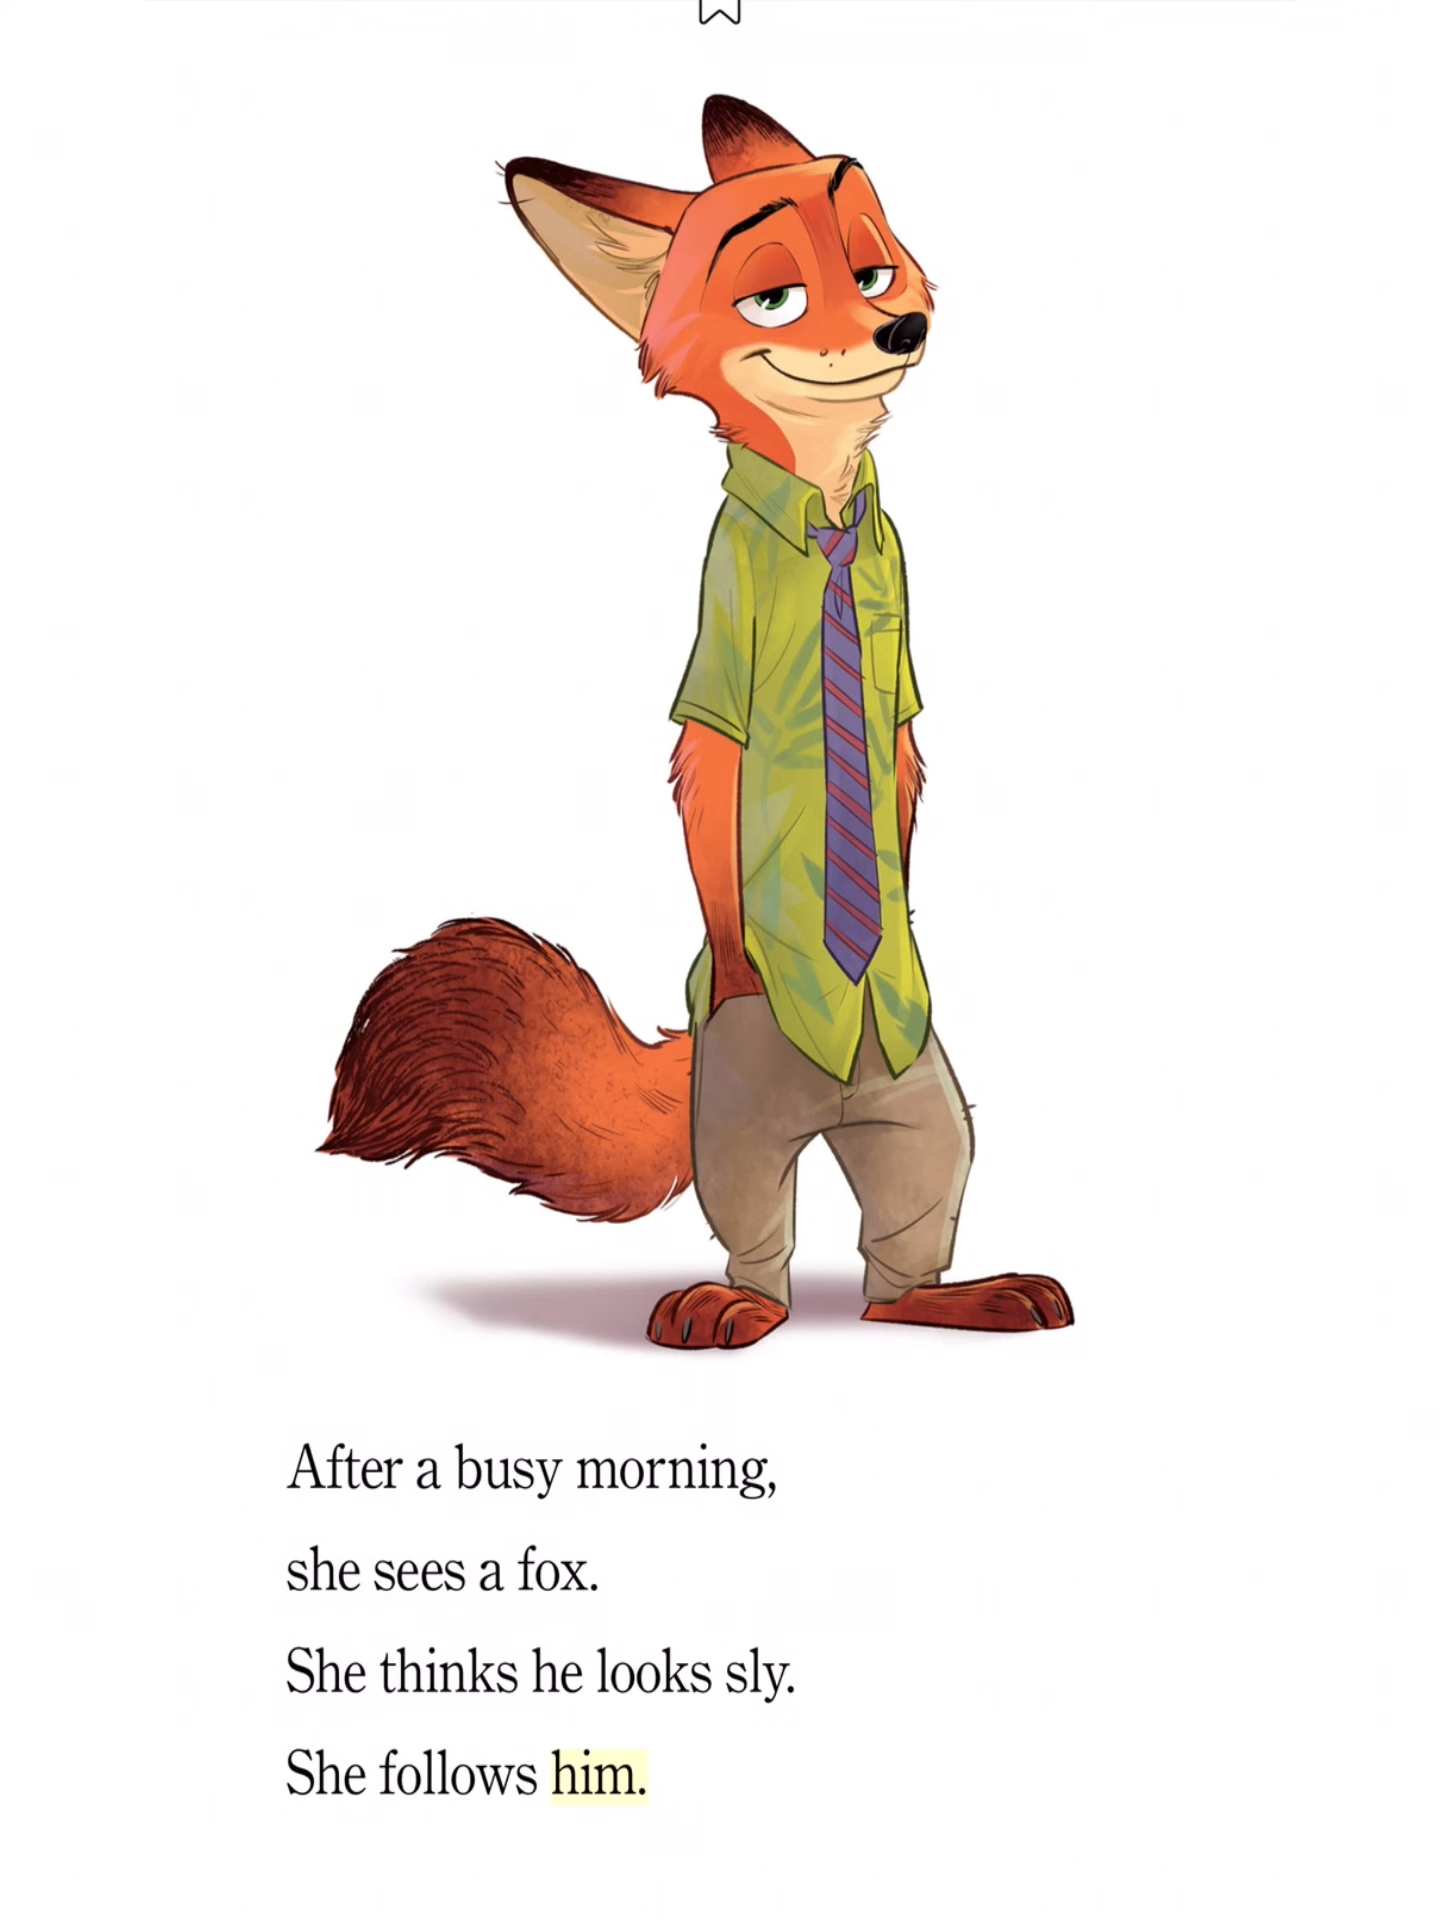 After a busy morning,
she sees a fox.
She thinks he looks sly.
She follows him.